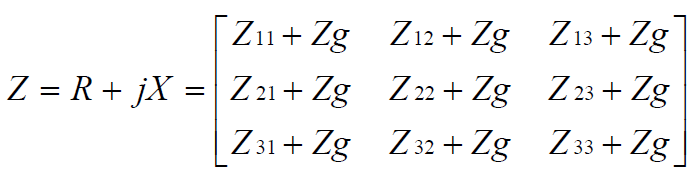 Z11 + Zg Z12 + Zg Z13 + Zg
Z = R + jX = Z21 + Zg Z22 + Zg Z23 + Zg
Z31 + Zg Z32 + Zg Z33 + Zg